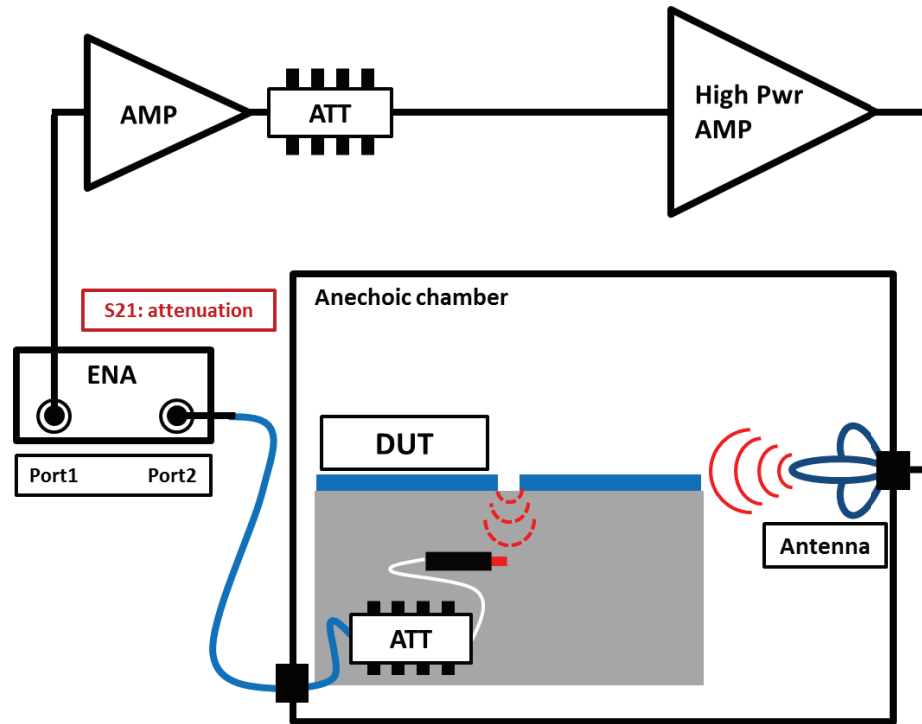 AMP
ATT
High Pwr
AMP
Anechoic chamber
S21: attenuation
ENA
DUT
Port1
Port2
Antenna
ATT